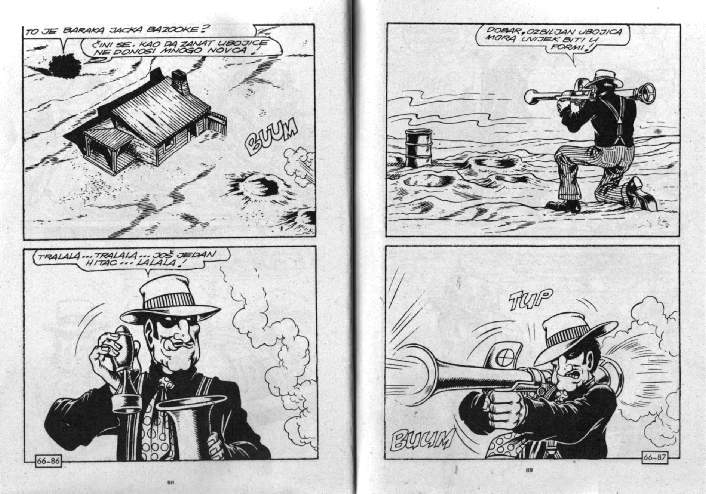 TO JE BARAKA JACKA BAZOOKE?
ČINI SE, KAO DA ZANAT UBOJICE
NE DONOSI MNOGO NOVCA!
BUUM
TRALALA... TRALALA... JOŠ JEDAN
HITAC... LALALA!
66-86
DOBAR, OZBILJAN UBOJICA
MORA UVIJEK BITI U
FORMI!
TUP
BUUM
66-87